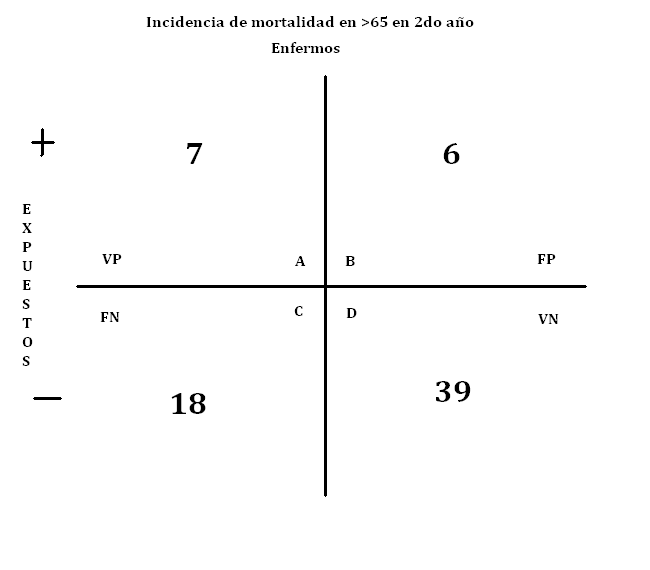 Incidencia de mortalidad en >65 en 2do año
Enfermos
+
7
6
E
X
P
U
E
S
T
O
S
VP
A
B
FP
FN
C
D
VN
—
18
39